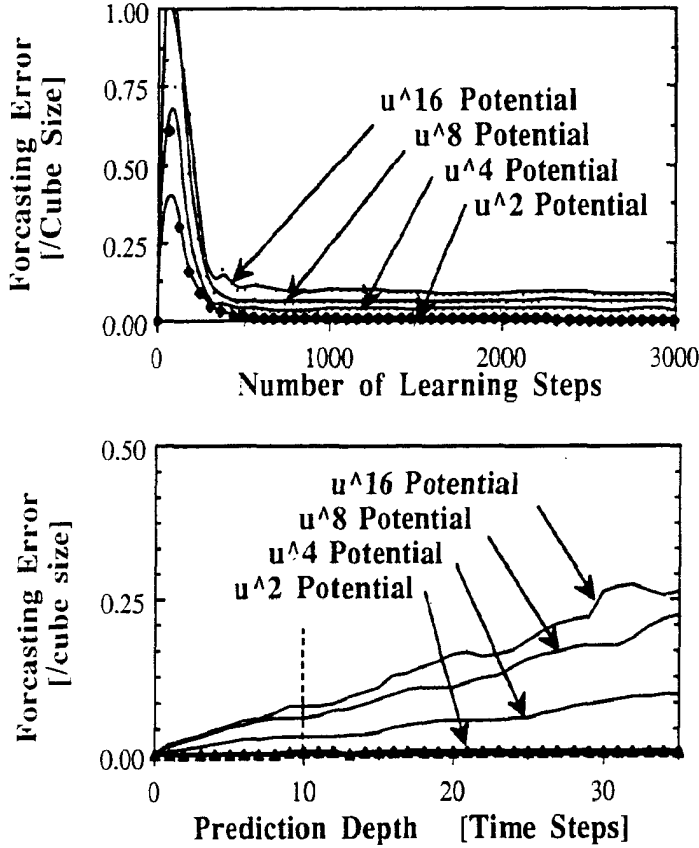 1.00
0.75
0.50
0.25
0.00
Forcasting Error
[/Cube Size]
u^16 Potential
u^8 Potential
u^4 Potential
u^2 Potential
0
1000
2000
3000
Number of Learning Steps
0.50
0.25
0.00
Forcasting Error
[/cube size]
u^16 Potential
u^8 Potential
u^4 Potential
u^2 Potential
0
10
20
30
Prediction Depth [Time Steps]